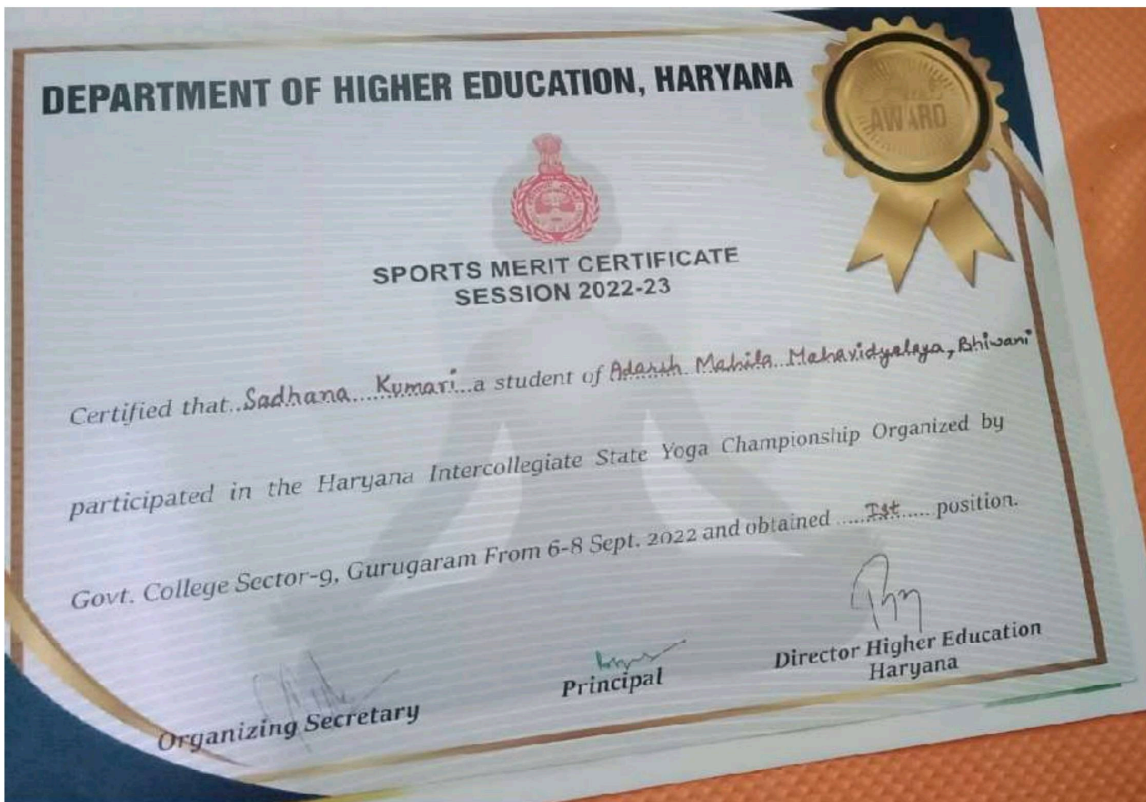 DEPARTMENT OF HIGHER EDUCATION, HARYANA
AWARD
SPORTS MERIT CERTIFICATE
SESSION 2022-23
Certified that..Sadhana....Kumari...a student of Adarsh Mahila Mahavidyalaya, Bhiwani
participated in the Haryana Intercollegiate State Yoga Championship Organized by
Govt. College Sector-9, Gurugaram From 6-8 Sept. 2022 and obtained .....Ist..... position.
Organizing Secretary
Principal
Director Higher Education
Haryana